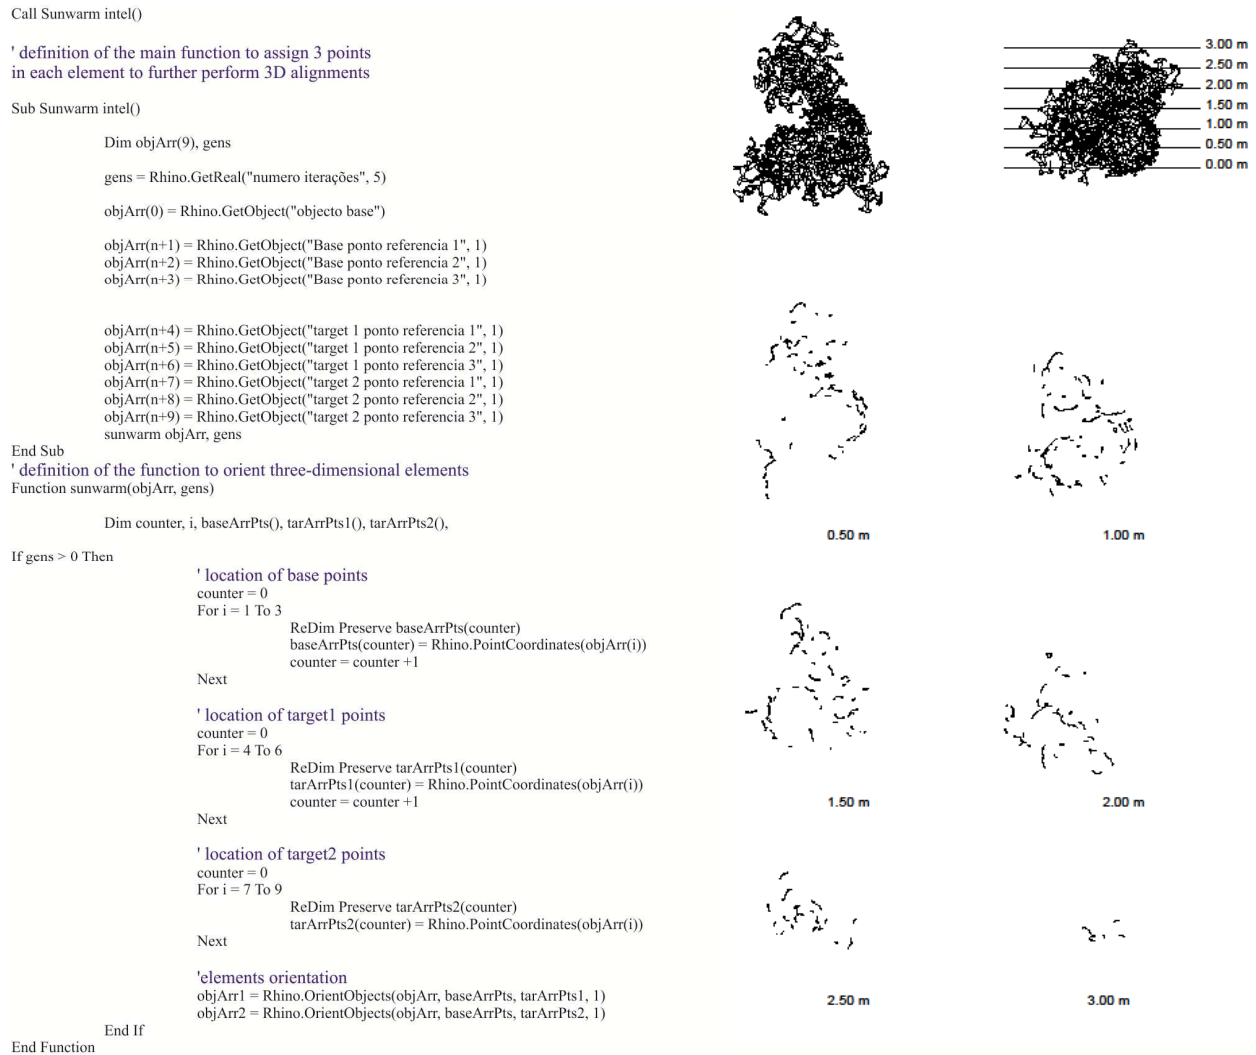 Call Sunwarm intel()
' definition of the main function to assign 3 points
in each element to further perform 3D alignments
Sub Sunwarm intel()
Dim objArr(9), gens
gens = Rhino.GetReal("numero iterações", 5)
objArr(0) = Rhino.GetObject("objecto base")
objArr(n+1) = Rhino.GetObject("Base ponto referencia 1", 1)
objArr(n+2) = Rhino.GetObject("Base ponto referencia 2", 1)
objArr(n+3) = Rhino.GetObject("Base ponto referencia 3", 1)
objArr(n+4) = Rhino.GetObject("target 1 ponto referencia 1", 1)
objArr(n+5) = Rhino.GetObject("target 1 ponto referencia 2", 1)
objArr(n+6) = Rhino.GetObject("target 1 ponto referencia 3", 1)
objArr(n+7) = Rhino.GetObject("target 2 ponto referencia 1", 1)
objArr(n+8) = Rhino.GetObject("target 2 ponto referencia 2", 1)
objArr(n+9) = Rhino.GetObject("target 2 ponto referencia 3", 1)
sunwarm objArr, gens
End Sub
' definition of the function to orient three-dimensional elements
Function sunwarm(objArr, gens)
Dim counter, i, baseArrPts(), tarArrPts1(), tarArrPts2(),
If gens > 0 Then
' location of base points
counter = 0
For i = 1 To 3
ReDim Preserve baseArrPts(counter)
baseArrPts(counter) = Rhino.PointCoordinates(objArr(i))
counter = counter +1
Next
' location of target1 points
counter = 0
For i = 4 To 6
ReDim Preserve tarArrPts1(counter)
tarArrPts1(counter) = Rhino.PointCoordinates(objArr(i))
counter = counter +1
Next
' location of target2 points
counter = 0
For i = 7 To 9
ReDim Preserve tarArrPts2(counter)
tarArrPts2(counter) = Rhino.PointCoordinates(objArr(i))
Next
'elements orientation
objArr1 = Rhino.OrientObjects(objArr, baseArrPts, tarArrPts1, 1)
objArr2 = Rhino.OrientObjects(objArr, baseArrPts, tarArrPts2, 1)
End If
End Function
3.00 m
2.50 m
2.00 m
1.50 m
1.00 m
0.50 m
0.00 m
0.50 m
1.00 m
1.50 m
2.00 m
2.50 m
3.00 m